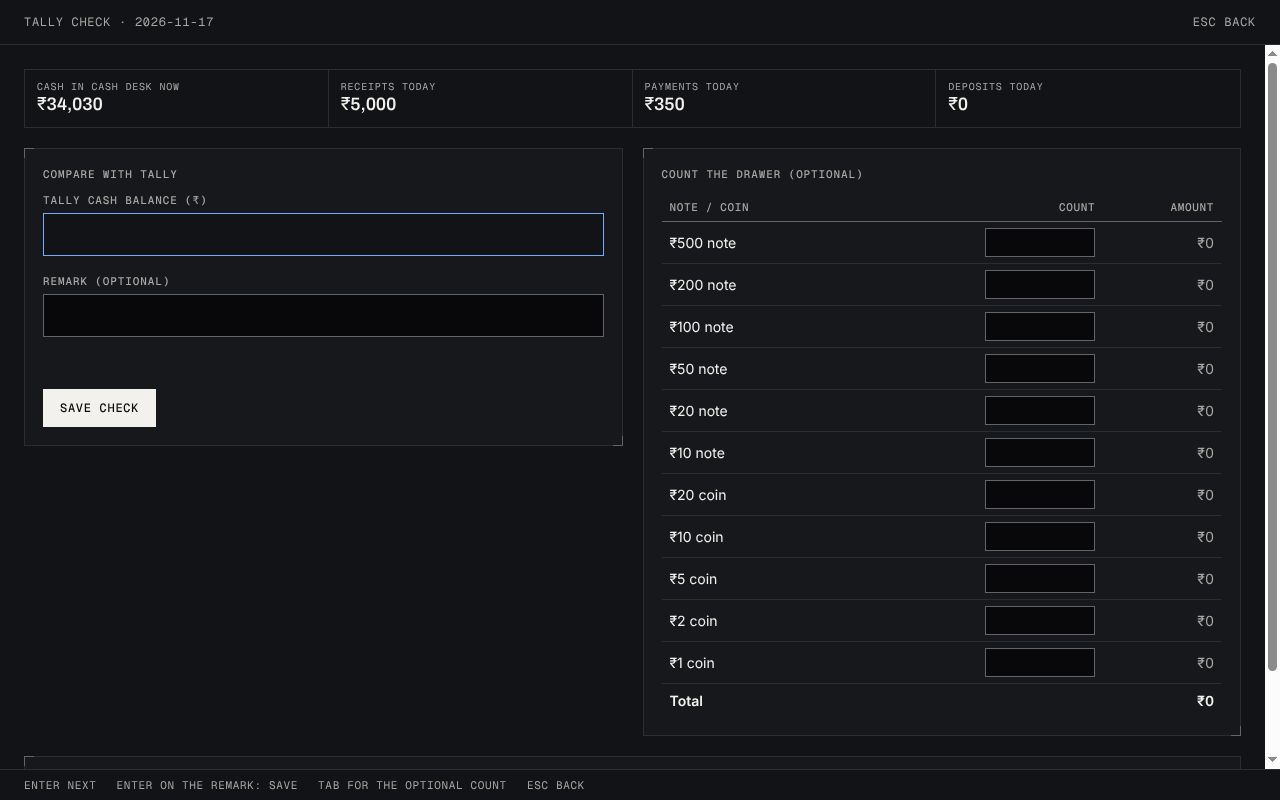 TALLY CHECK · 2026-11-17
ESC BACK
CASH IN CASH DESK NOW
₹34,030
RECEIPTS TODAY
₹5,000
PAYMENTS TODAY
₹350
DEPOSITS TODAY
₹0
COMPARE WITH TALLY
TALLY CASH BALANCE (₹)
REMARK (OPTIONAL)
SAVE CHECK
COUNT THE DRAWER (OPTIONAL)
NOTE / COIN COUNT AMOUNT
₹500 note ₹0
₹200 note ₹0
₹100 note ₹0
₹50 note ₹0
₹20 note ₹0
₹10 note ₹0
₹20 coin ₹0
₹10 coin ₹0
₹5 coin ₹0
₹2 coin ₹0
₹1 coin ₹0
Total ₹0
ENTER NEXT ENTER ON THE REMARK: SAVE TAB FOR THE OPTIONAL COUNT ESC BACK